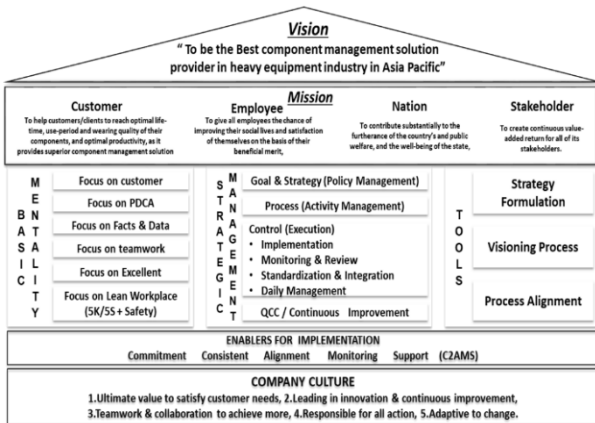 Vision
“ To be the Best component management solution
provider in heavy equipment industry in Asia Pacific”
Mission
Customer
To help customers/clients to reach optimal life-
time, use-period and wearing quality of their
components, and optimal productivity, as it
provides superior component management solution
Employee
To give all employees the chance of
improving their social lives and satisfaction
of themselves on the basis of their
beneficial merit,
Nation
To contribute substantially to the
furtherance of the country's and public
welfare, and the well-being of the state,
Stakeholder
To create continuous value-
added return for all of its
stakeholders.
BASIC
MENTALITY
Focus on customer
Focus on PDCA
Focus on Facts & Data
Focus on teamwork
Focus on Excellent
Focus on Lean Workplace
(5K/5S + Safety)
STRATEGIC
MANAGEMENT
Goal & Strategy (Policy Management)
Process (Activity Management)
Control (Execution)
• Implementation
• Monitoring & Review
• Standardization & Integration
• Daily Management
QCC / Continuous Improvement
TOOLS
Strategy
Formulation
Visioning Process
Process Alignment
ENABLERS FOR IMPLEMENTATION
Commitment Consistent Alignment Monitoring Support (C2AMS)
COMPANY CULTURE
1.Ultimate value to satisfy customer needs, 2.Leading in innovation & continuous improvement,
3.Teamwork & collaboration to achieve more, 4.Responsible for all action, 5.Adaptive to change.